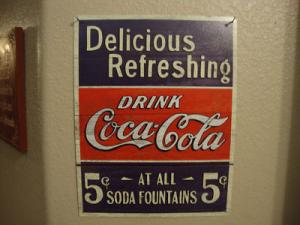 Delicious
Refreshing
DRINK
Coca-Cola
5¢ - AT ALL - 5¢
SODA FOUNTAINS